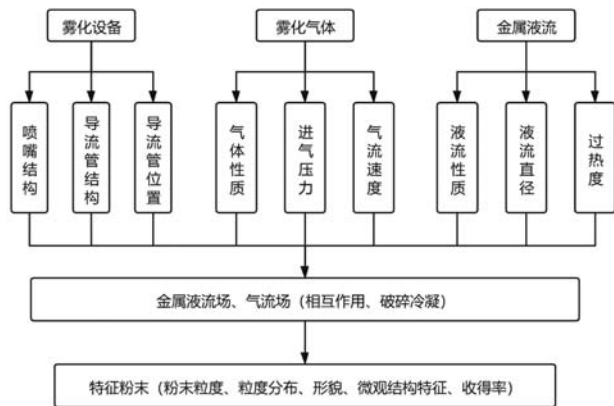 雾化设备
雾化气体
金属液流
喷嘴结构
导流管结构
导流管位置
气体性质
进气压力
气流速度
液流性质
液流直径
过热度
金属液流场、气流场（相互作用、破碎冷凝）
特征粉末（粉末粒度、粒度分布、形貌、微观结构特征、收得率）